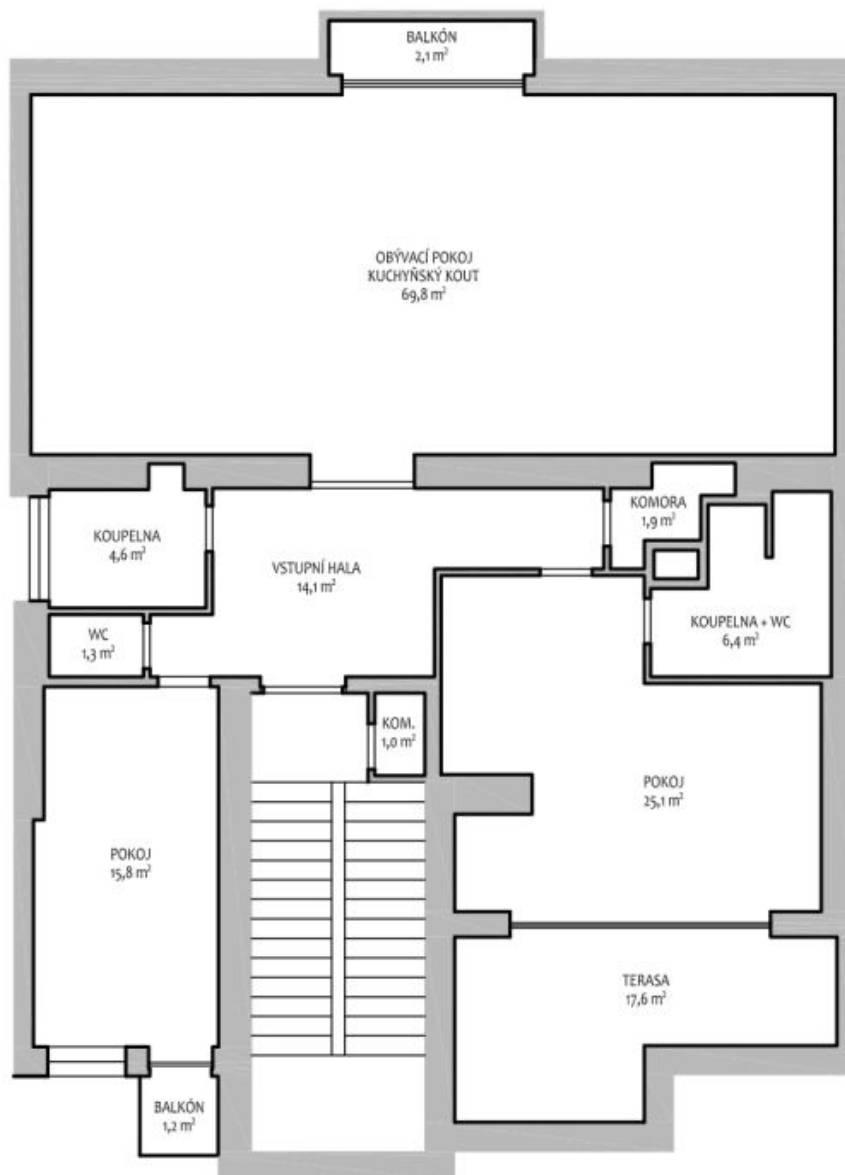 BALKÓN
2,1 m²
OBÝVACÍ POKOJ
KUCHYŇSKÝ KOUT
69,8 m²
KOUPELNA
4,6 m²
KOMORA
1,9 m²
VSTUPNÍ HALA
14,1 m²
WC
1,3 m²
KOUPELNA + WC
6,4 m²
KOM.
1,0 m²
POKOJ
25,1 m²
POKOJ
15,8 m²
TERASA
17,6 m²
BALKÓN
1,2 m²